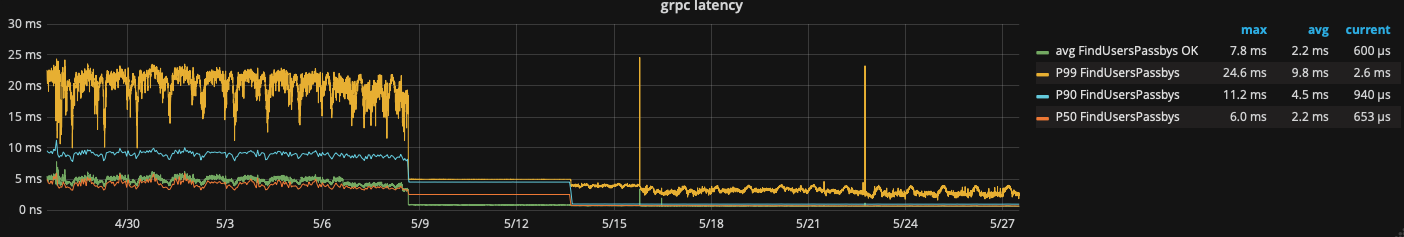 grpc latency
30 ms
25 ms
20 ms
15 ms
10 ms
5 ms
0 ns
4/30 5/3 5/6 5/9 5/12 5/15 5/18 5/21 5/24 5/27
max avg current
avg FindUsersPassbys OK 7.8 ms 2.2 ms 600 µs
P99 FindUsersPassbys 24.6 ms 9.8 ms 2.6 ms
P90 FindUsersPassbys 11.2 ms 4.5 ms 940 µs
P50 FindUsersPassbys 6.0 ms 2.2 ms 653 µs